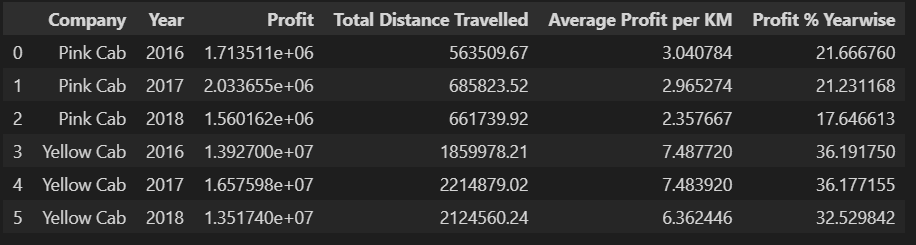 Company Year Profit Total Distance Travelled Average Profit per KM Profit % Yearwise
0 Pink Cab 2016 1.713511e+06 563509.67 3.040784 21.666760
1 Pink Cab 2017 2.033655e+06 685823.52 2.965274 21.231168
2 Pink Cab 2018 1.560162e+06 661739.92 2.357667 17.646613
3 Yellow Cab 2016 1.392700e+07 1859978.21 7.487720 36.191750
4 Yellow Cab 2017 1.657598e+07 2214879.02 7.483920 36.177155
5 Yellow Cab 2018 1.351740e+07 2124560.24 6.362446 32.529842